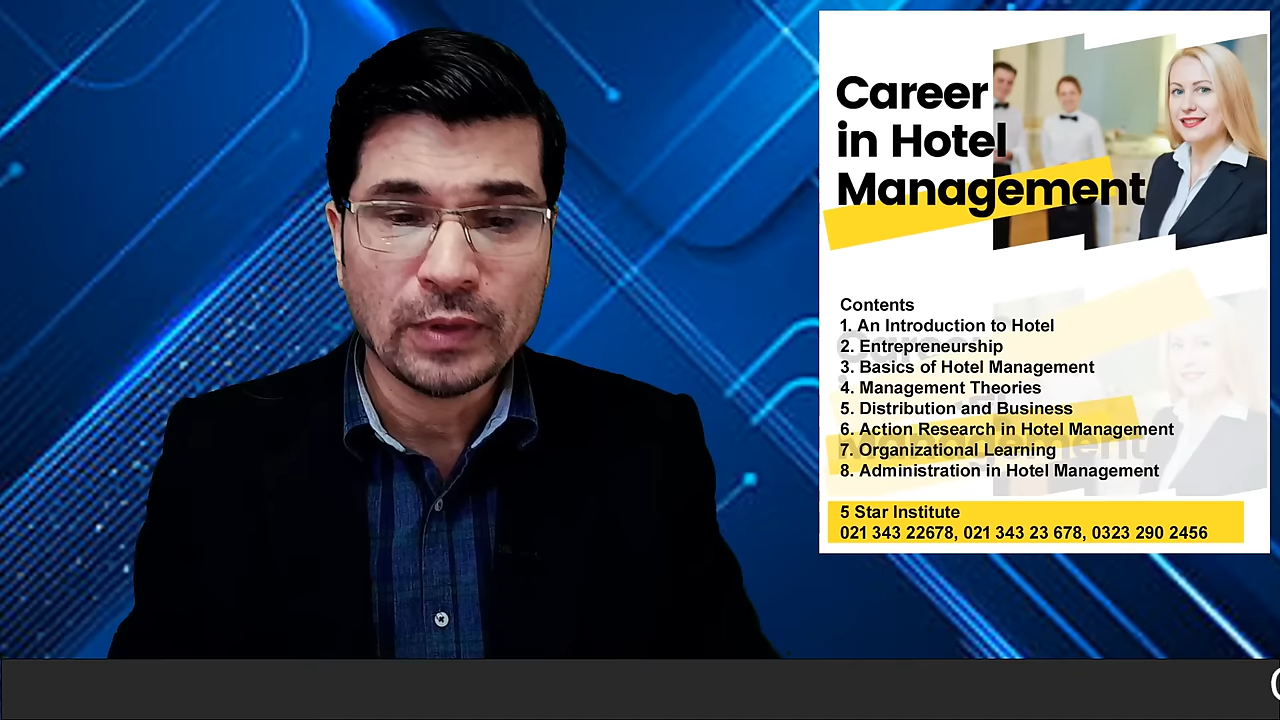 Career
in Hotel
Management
Contents
1. An Introduction to Hotel
2. Entrepreneurship
3. Basics of Hotel Management
4. Management Theories
5. Distribution and Business
6. Action Research in Hotel Management
7. Organizational Learning
8. Administration in Hotel Management
5 Star Institute
021 343 22678, 021 343 23 678, 0323 290 2456